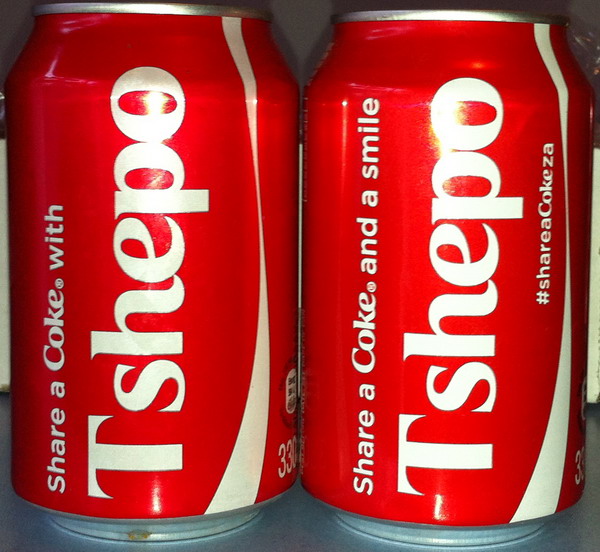 Share a Coke® with
Tshepo
330
Share a Coke® and a smile
Tshepo
#shareaCokeza
33